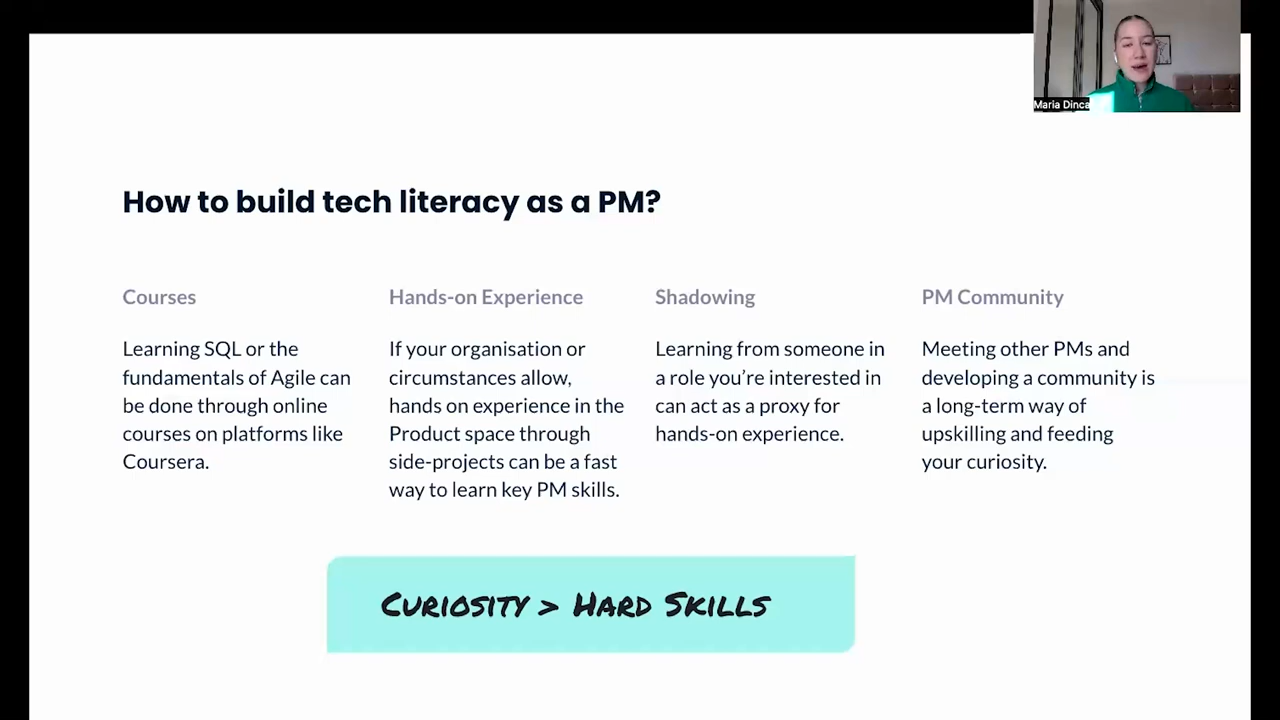 Maria Dinca
How to build tech literacy as a PM?
Courses
Learning SQL or the
fundamentals of Agile can
be done through online
courses on platforms like
Coursera.
Hands-on Experience
If your organisation or
circumstances allow,
hands on experience in the
Product space through
side-projects can be a fast
way to learn key PM skills.
Shadowing
Learning from someone in
a role you’re interested in
can act as a proxy for
hands-on experience.
PM Community
Meeting other PMs and
developing a community is
a long-term way of
upskilling and feeding
your curiosity.
CURIOSITY > HARD SKILLS